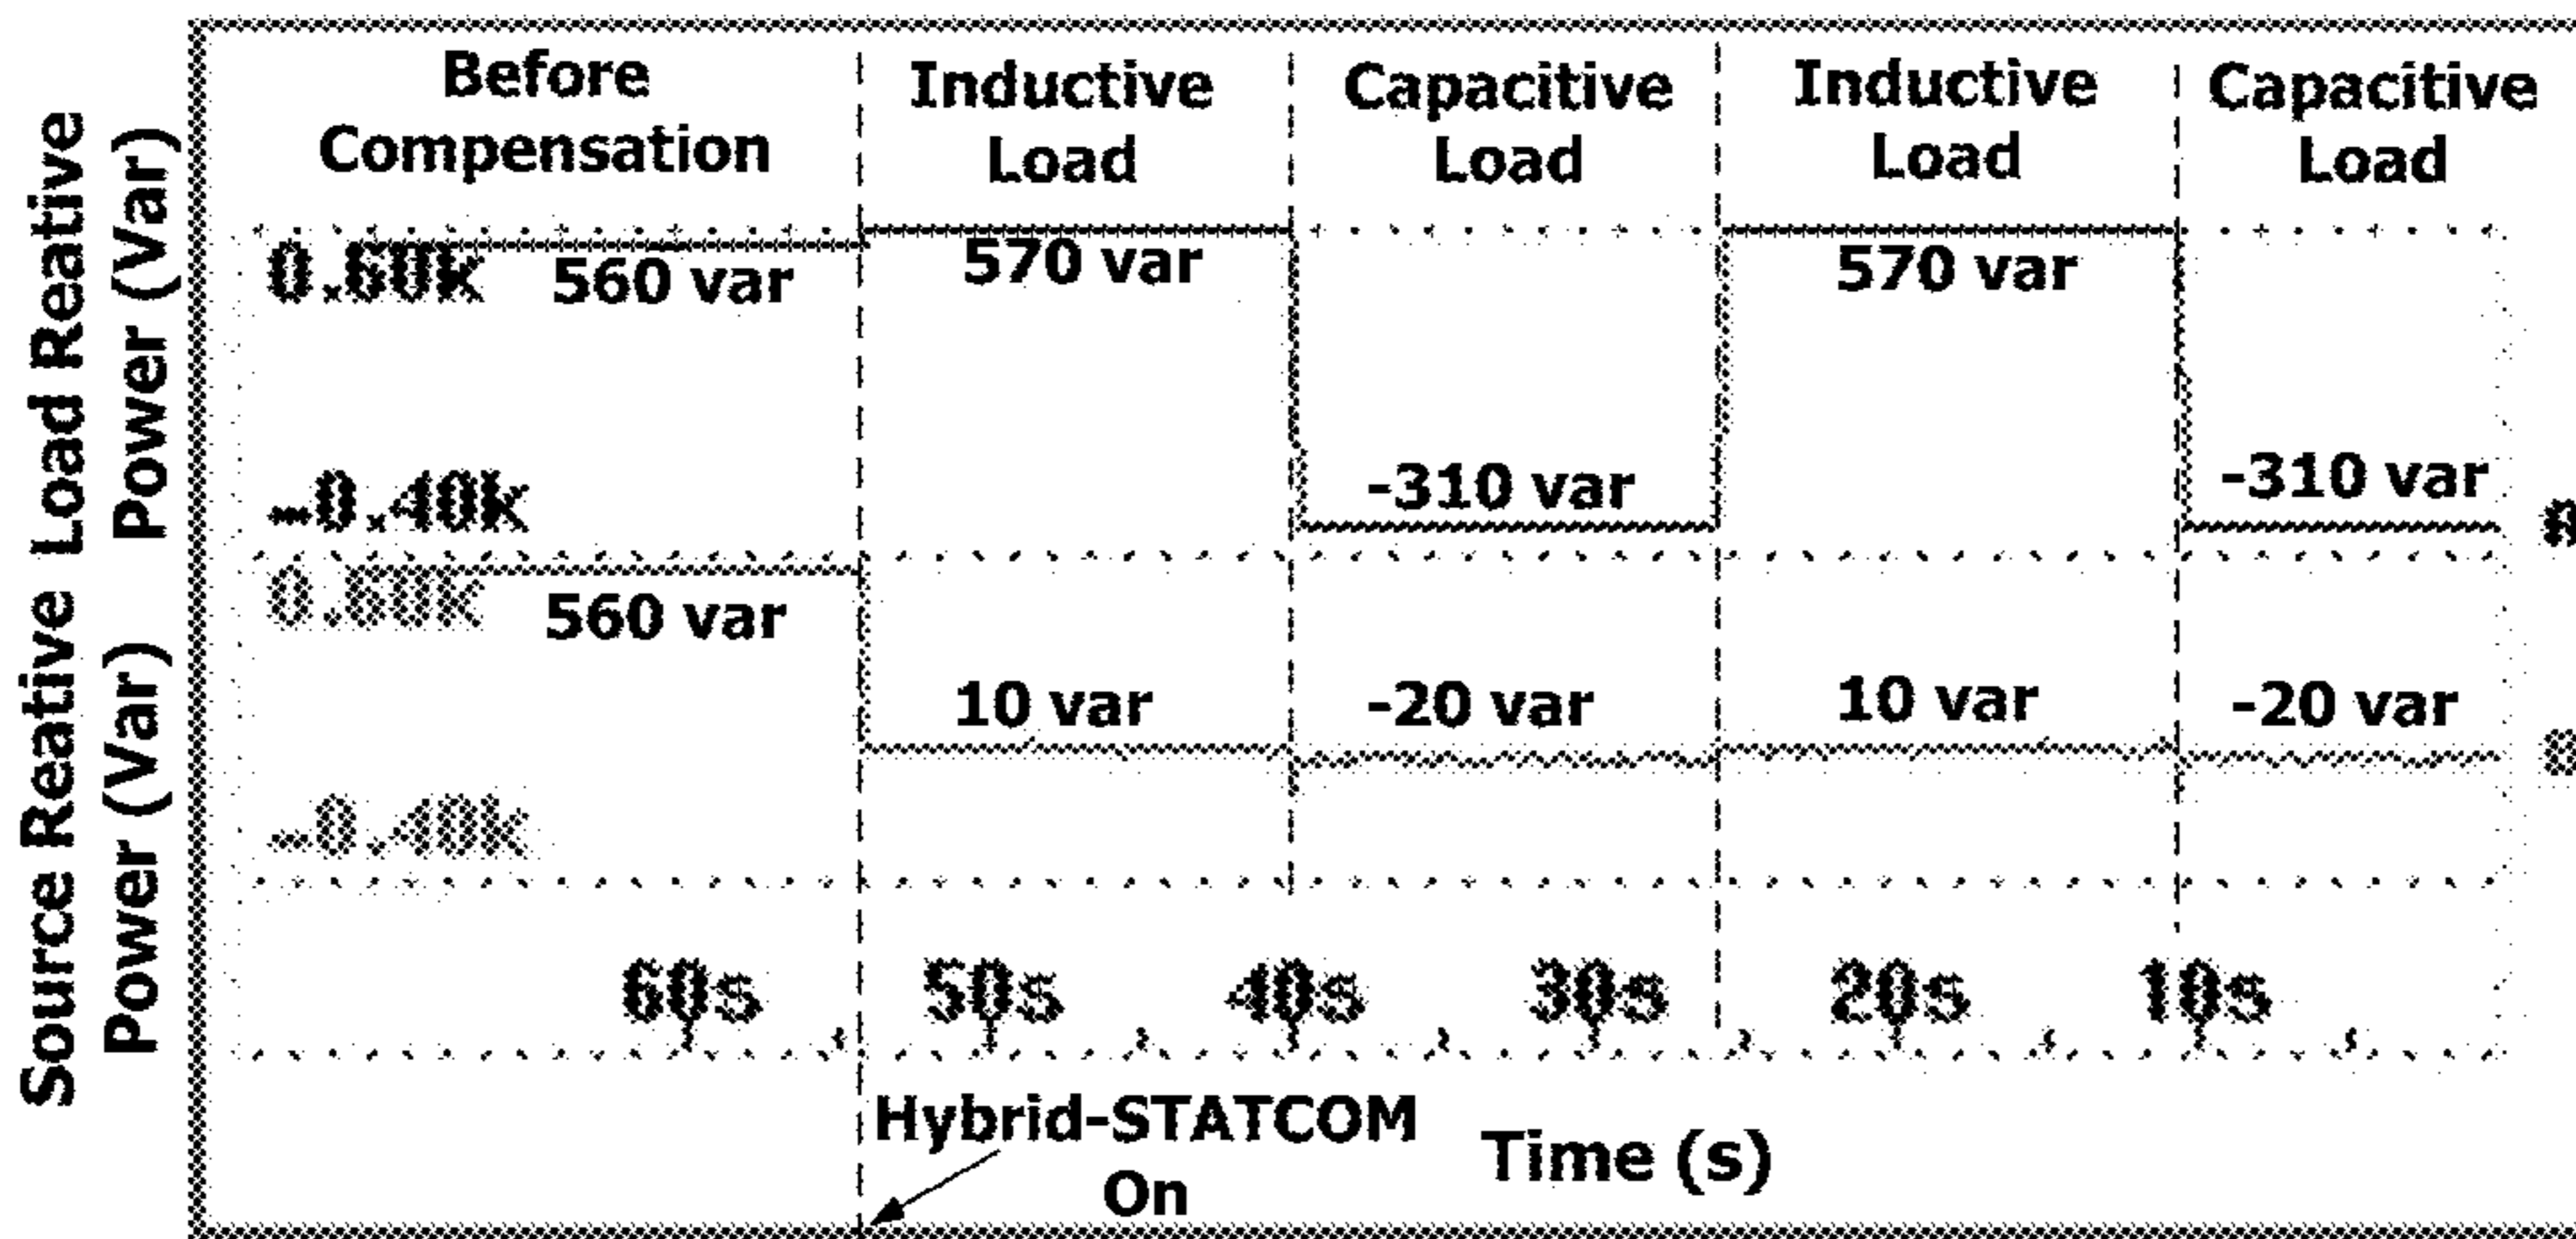 Before
Compensation
Inductive
Load
Capacitive
Load
Inductive
Load
Capacitive
Load
Load Reative
Power (Var)
0.60k
560 var
570 var
570 var
-0.40k
-310 var
-310 var
Source Reative
Power (Var)
0.60k
560 var
10 var
-20 var
10 var
-20 var
-0.40k
60s
50s
40s
30s
20s
10s
Hybrid-STATCOM
On
Time (s)